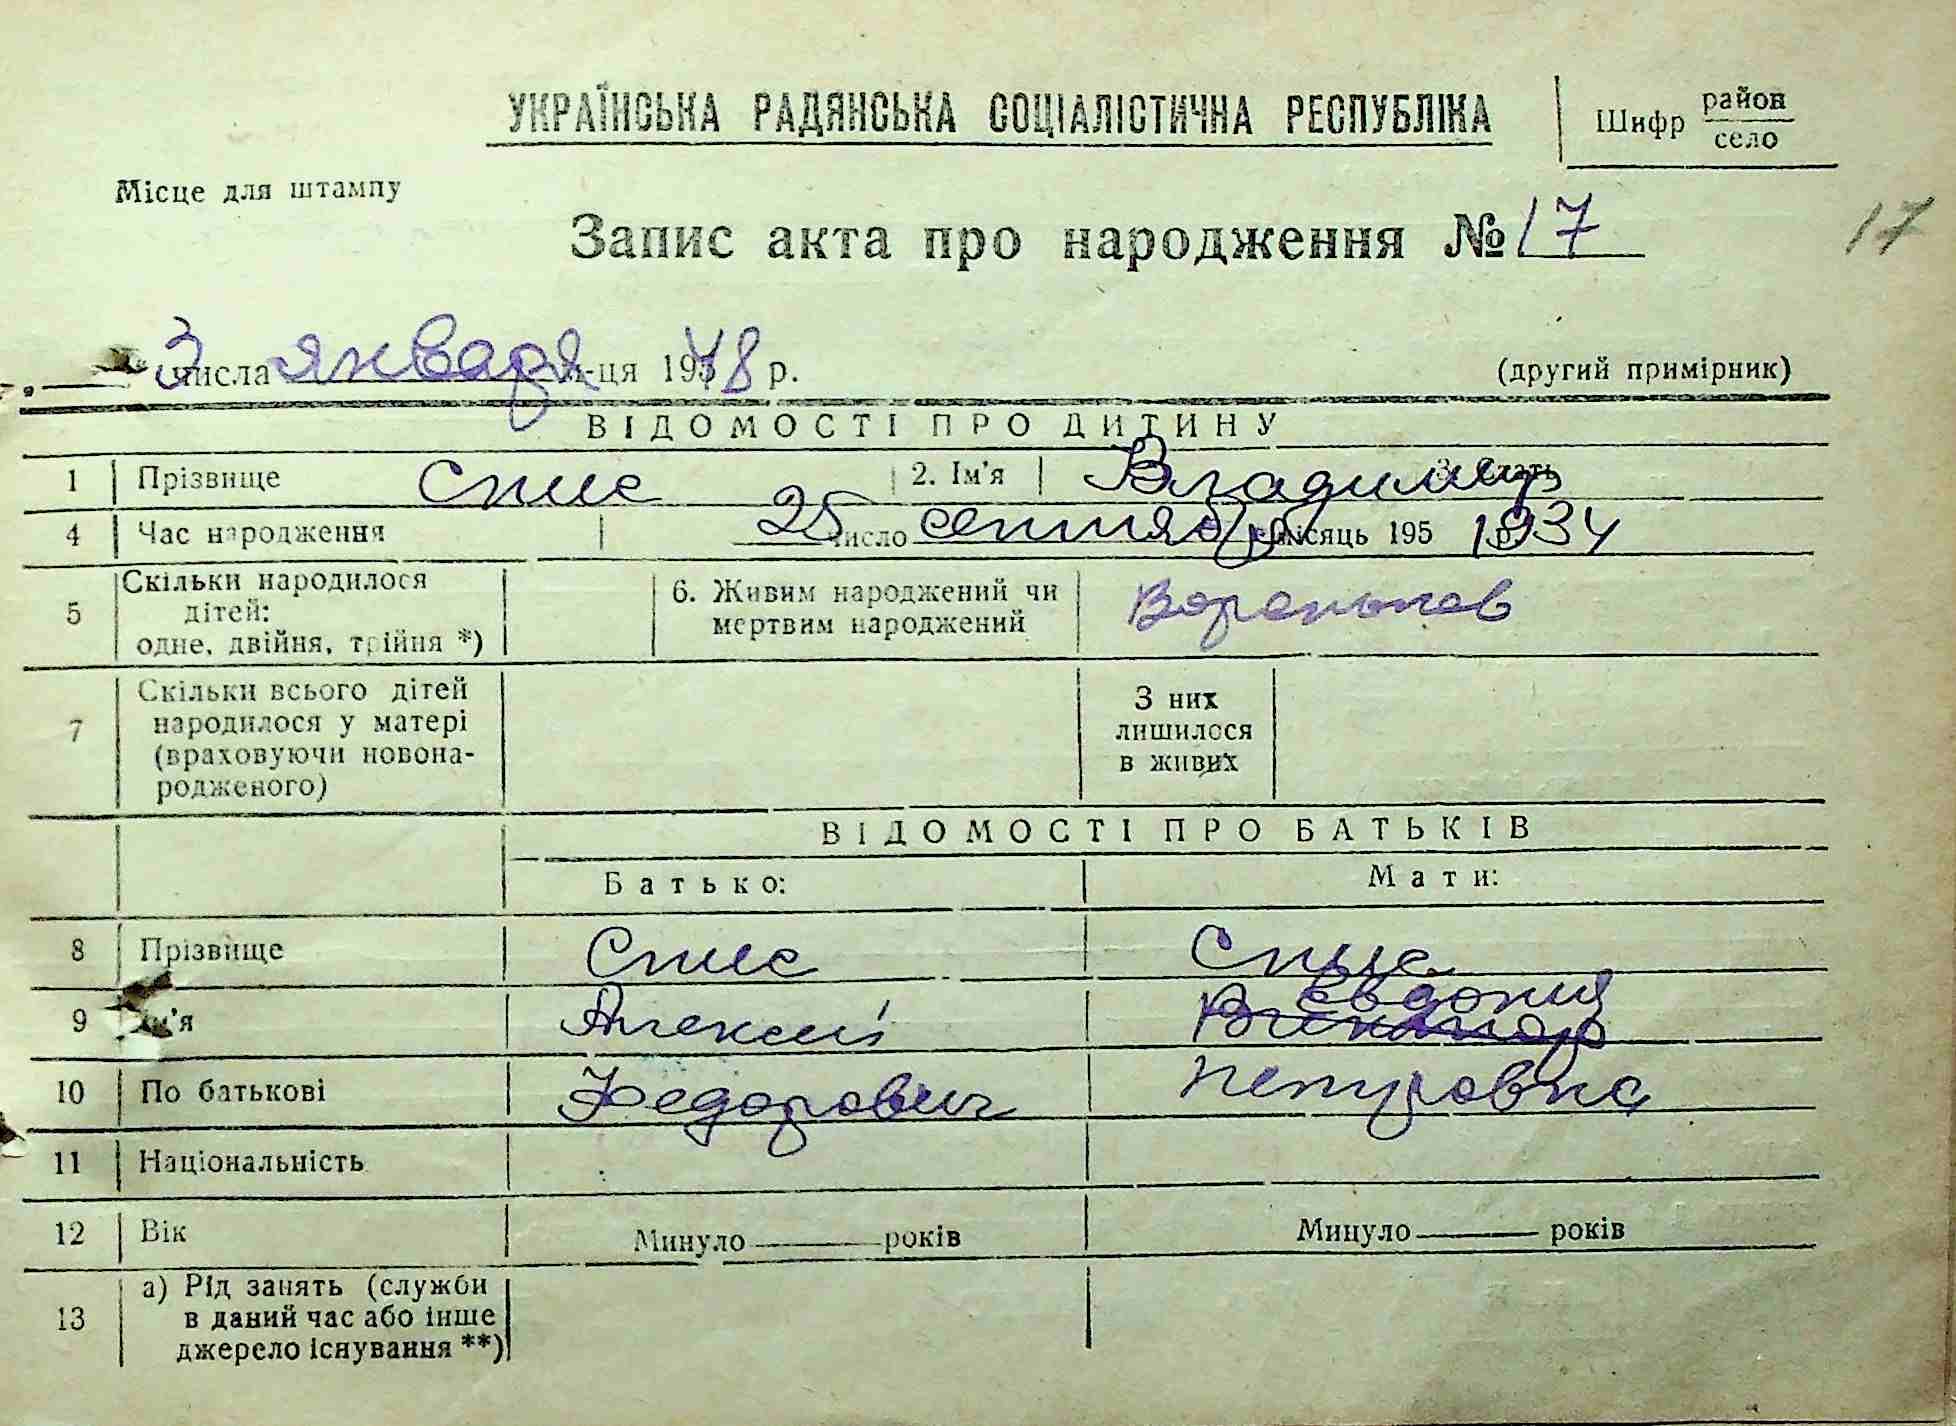 УКРАЇНСЬКА РАДЯНСЬКА СОЦІАЛІСТИЧНА РЕСПУБЛІКА
Шифр район
село
Місце для штампу
Запис акта про народження № 17
17
3 числа января м-ця 1948 р.
(другий примірник)
ВІДОМОСТІ ПРО ДИТИНУ
1 Прізвище Спис 2. Ім'я Владимир 3. Стать
4 Час народження 25 число сентября місяць 195 1934
5 Скільки народилося дітей: одне, двійня, трійня *) 6. Живим народжений чи мертвим народжений
7 Скільки всього дітей народилося у матері (враховуючи новонародженого) З них лишилося в живих
ВІДОМОСТІ ПРО БАТЬКІВ
Батько: Мати:
8 Прізвище Спис Спис
9 Ім'я Алексей Евдокия
10 По батькові Федорович Петровна
11 Національність
12 Вік Минуло років Минуло років
13 а) Рід занять (служби в даний час або інше джерело існування **)